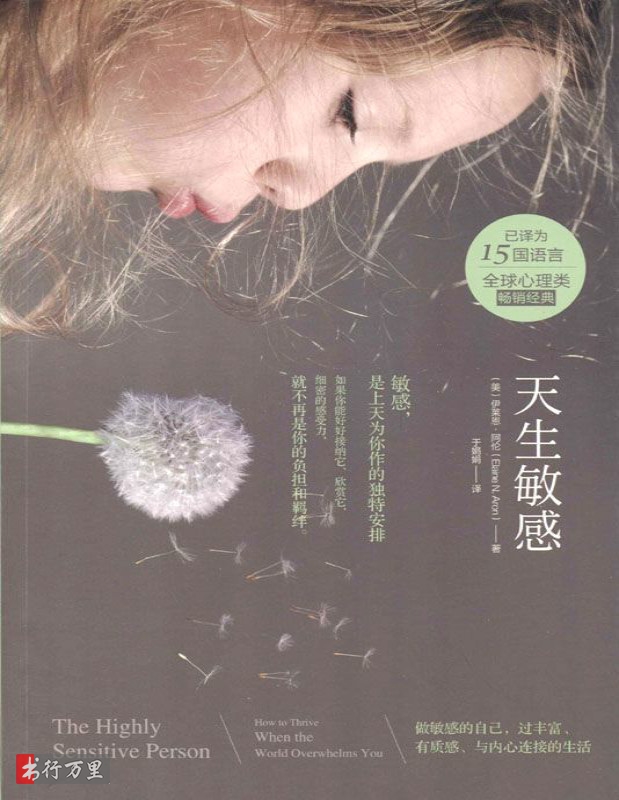 已译为
15国语言
全球心理类
畅销经典
天生敏感
（美）伊莱恩·阿伦（Elaine N. Aron）——著
于娟娟——译
敏感，
是上天为你作的独特安排
如果你能好好接纳它、欣赏它，
细密的感受力，
就不再是你的负担和羁绊。
The Highly
Sensitive Person
How to Thrive
When the
World Overwhelms You
做敏感的自己，过丰富、
有质感、与内心连接的生活
书行万里